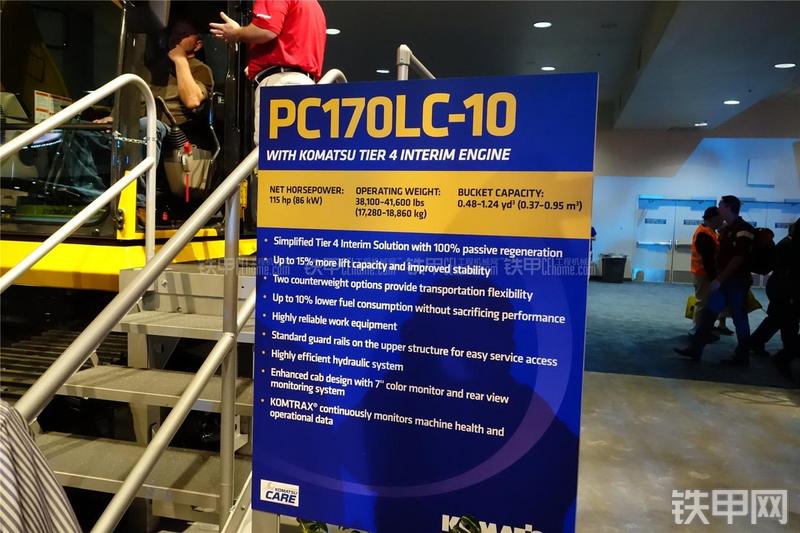 PC170LC-10
WITH KOMATSU TIER 4 INTERIM ENGINE
NET HORSEPOWER:
115 hp (86 kW)
OPERATING WEIGHT:
38,100-41,600 lbs
(17,280-18,860 kg)
BUCKET CAPACITY:
0.48-1.24 yd³ (0.37-0.95 m³)
• Simplified Tier 4 Interim Solution with 100% passive regeneration
• Up to 15% more lift capacity and improved stability
• Two counterweight options provide transportation flexibility
• Up to 10% lower fuel consumption without sacrificing performance
• Highly reliable work equipment
• Standard guard rails on the upper structure for easy service access
• Highly efficient hydraulic system
• Enhanced cab design with 7" color monitor and rear view
monitoring system
• KOMTRAX® continuously monitors machine health and
operational data
KOMATSU
CARE
铁甲网